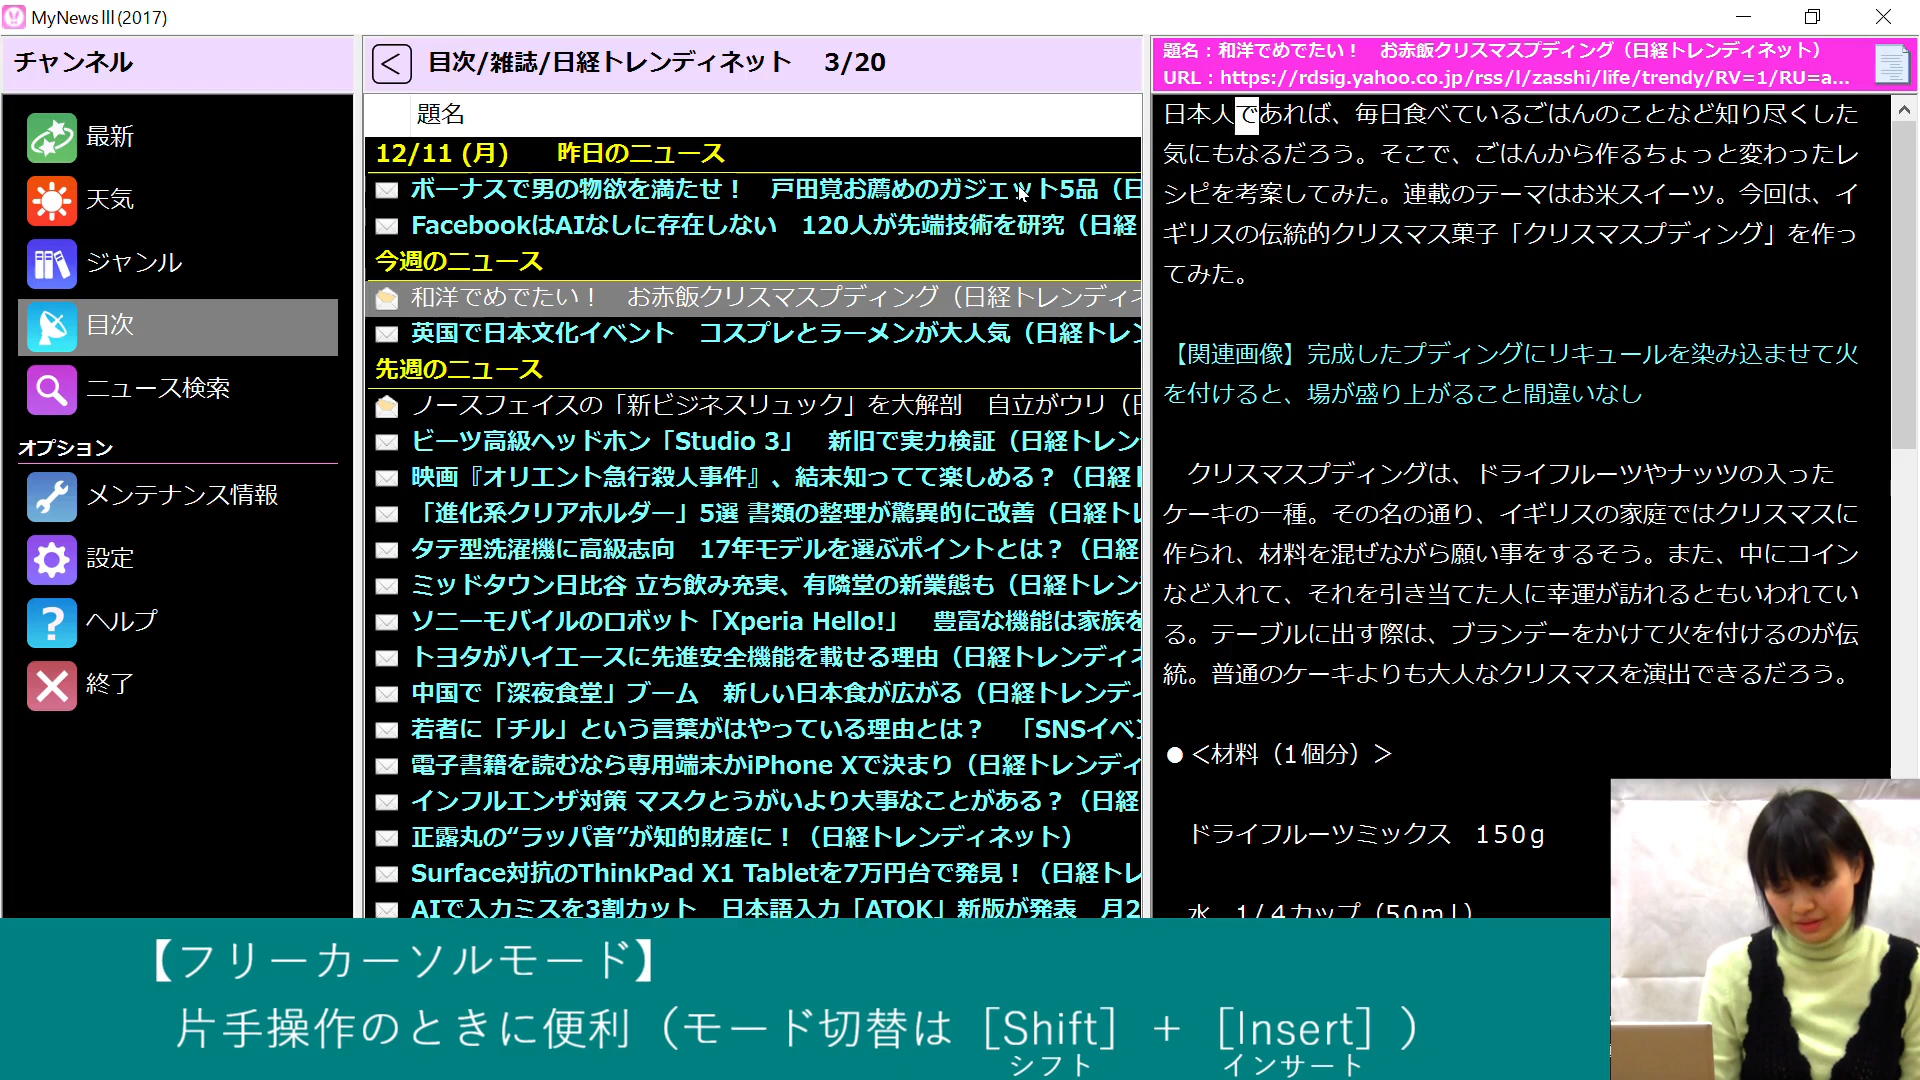 MyNewsⅢ(2017)
チャンネル
最新
天気
ジャンル
目次
ニュース検索
オプション
メンテナンス情報
設定
ヘルプ
終了
目次/雑誌/日経トレンディネット　3/20
題名
12/11 (月)　　昨日のニュース
ボーナスで男の物欲を満たせ！　戸田覚お薦めのガジェット5品（日
FacebookはAIなしに存在しない　120人が先端技術を研究（日経
今週のニュース
和洋でめでたい！　お赤飯クリスマスプディング（日経トレンディネ
英国で日本文化イベント　コスプレとラーメンが大人気（日経トレン
先週のニュース
ノースフェイスの「新ビジネスリュック」を大解剖　自立がウリ（日
ビーツ高級ヘッドホン「Studio 3」　新旧で実力検証（日経トレン
映画『オリエント急行殺人事件』、結末知ってて楽しめる？（日経ト
「進化系クリアホルダー」5選 書類の整理が驚異的に改善（日経トレ
タテ型洗濯機に高級志向　17年モデルを選ぶポイントとは？（日経
ミッドタウン日比谷 立ち飲み充実、有隣堂の新業態も（日経トレン
ソニーモバイルのロボット「Xperia Hello!」　豊富な機能は家族を
トヨタがハイエースに先進安全機能を載せる理由（日経トレンディネ
中国で「深夜食堂」ブーム　新しい日本食が広がる（日経トレンディ
若者に「チル」という言葉がはやっている理由とは？　「SNSイベン
電子書籍を読むなら専用端末かiPhone Xで決まり（日経トレンディ
インフルエンザ対策 マスクとうがいより大事なことがある？（日経
正露丸の“ラッパ音”が知的財産に！（日経トレンディネット）
Surface対抗のThinkPad X1 Tabletを7万円台で発見！（日経トレ
AIで入力ミスを3割カット　日本語入力「ATOK」新版が発表　月2
題名：和洋でめでたい！　お赤飯クリスマスプディング（日経トレンディネット）
URL：https://rdsig.yahoo.co.jp/rss/l/zasshi/life/trendy/RV=1/RU=a...
日本人であれば、毎日食べているごはんのことなど知り尽くした
気にもなるだろう。そこで、ごはんから作るちょっと変わったレ
シピを考案してみた。連載のテーマはお米スイーツ。今回は、イ
ギリスの伝統的クリスマス菓子「クリスマスプディング」を作っ
てみた。
【関連画像】完成したプディングにリキュールを染み込ませて火
を付けると、場が盛り上がること間違いなし
クリスマスプディングは、ドライフルーツやナッツの入った
ケーキの一種。その名の通り、イギリスの家庭ではクリスマスに
作られ、材料を混ぜながら願い事をするそう。また、中にコイン
など入れて、それを引き当てた人に幸運が訪れるともいわれてい
る。テーブルに出す際は、ブランデーをかけて火を付けるのが伝
統。普通のケーキよりも大人なクリスマスを演出できるだろう。
●＜材料（１個分）＞
ドライフルーツミックス　１５０ｇ
水　１／４カップ（５０ｍｌ）
【フリーカーソルモード】
片手操作のときに便利（モード切替は［Shift］＋［Insert］）
シフト　インサート